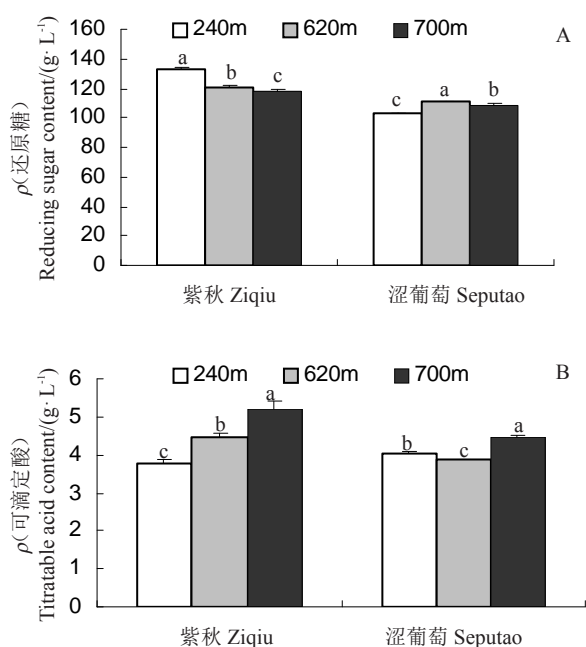 240m 620m 700m
A
160
140
120
100
80
60
40
20
0
ρ(还原糖)
Reducing sugar content/(g· L⁻¹)
a b c
c a b
紫秋 Ziqiu 涩葡萄 Seputao
240m 620m 700m
B
6
5
4
3
2
1
0
ρ(可滴定酸)
Titratable acid content/(g· L⁻¹)
c b a
b c a
紫秋 Ziqiu 涩葡萄 Seputao